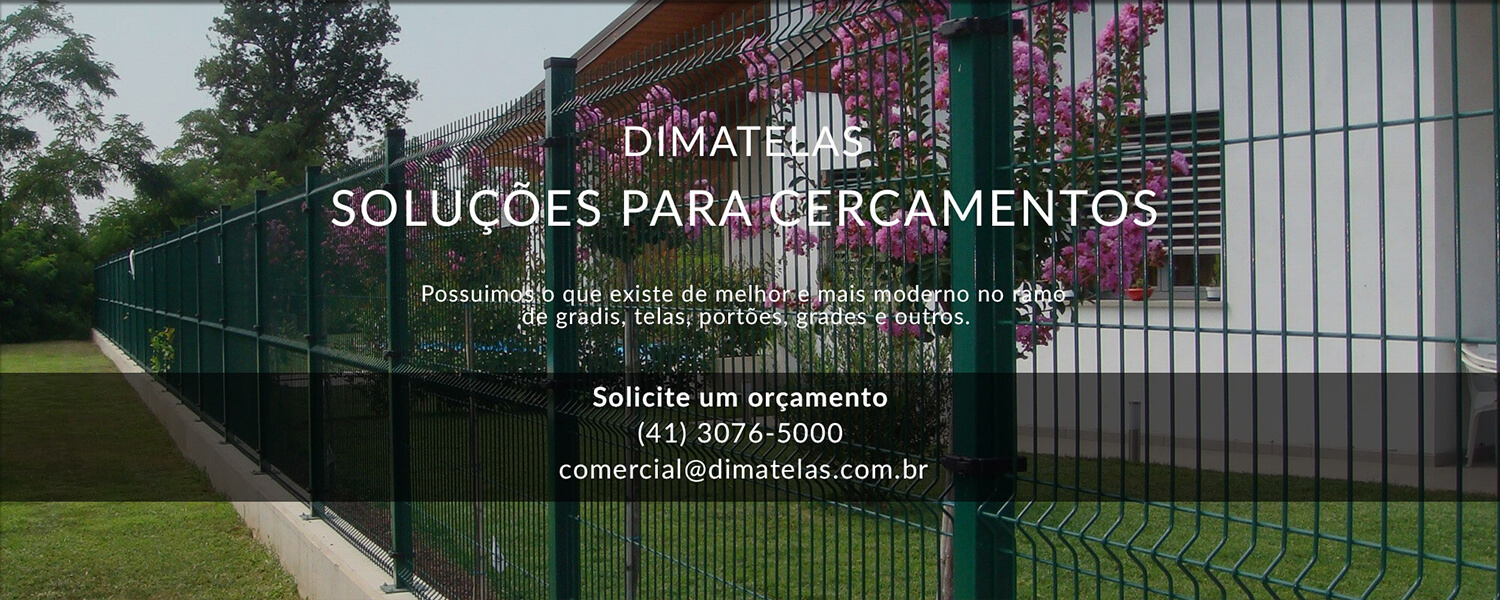 DIMATELAS
SOLUÇÕES PARA CERCAMENTOS
Possuimos o que existe de melhor e mais moderno no ramo
de gradis, telas, portões, grades e outros.
Solicite um orçamento
(41) 3076-5000
comercial@dimatelas.com.br